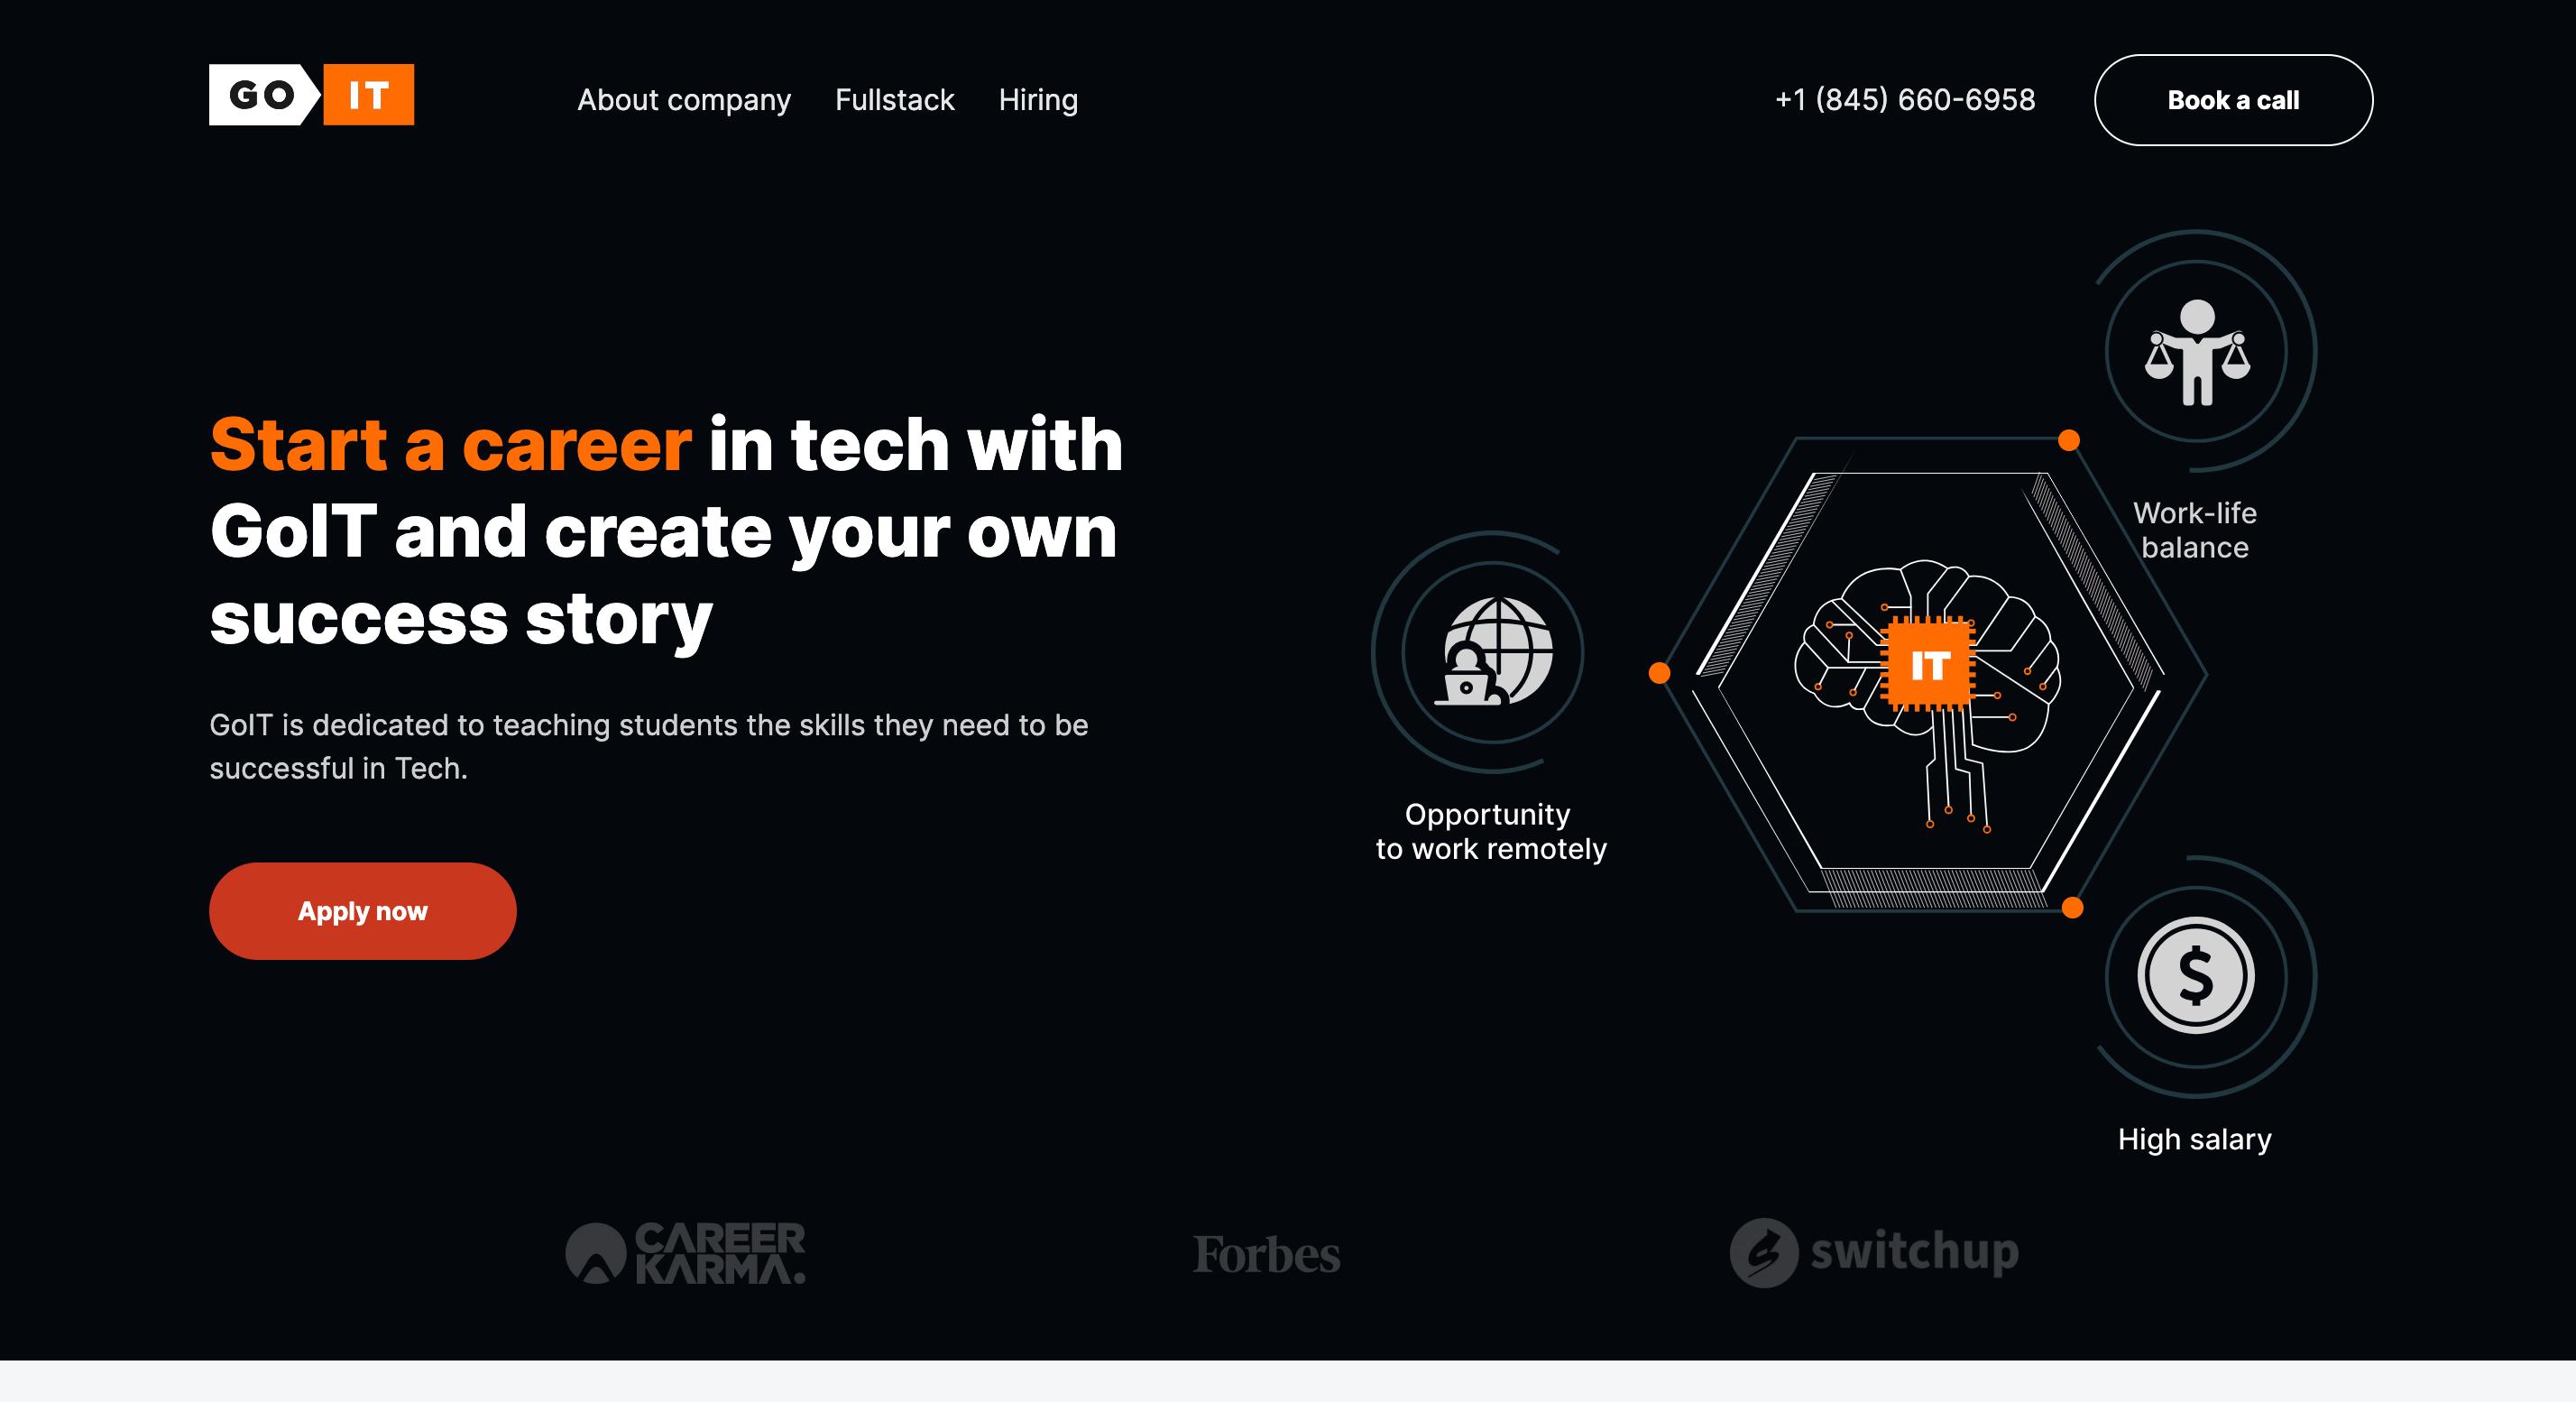 GO IT
About company
Fullstack
Hiring
+1 (845) 660-6958
Book a call
Start a career in tech with
GoIT and create your own
success story
GoIT is dedicated to teaching students the skills they need to be
successful in Tech.
Apply now
Work-life
balance
Opportunity
to work remotely
IT
$
High salary
CAREER
KARMA.
Forbes
switchup